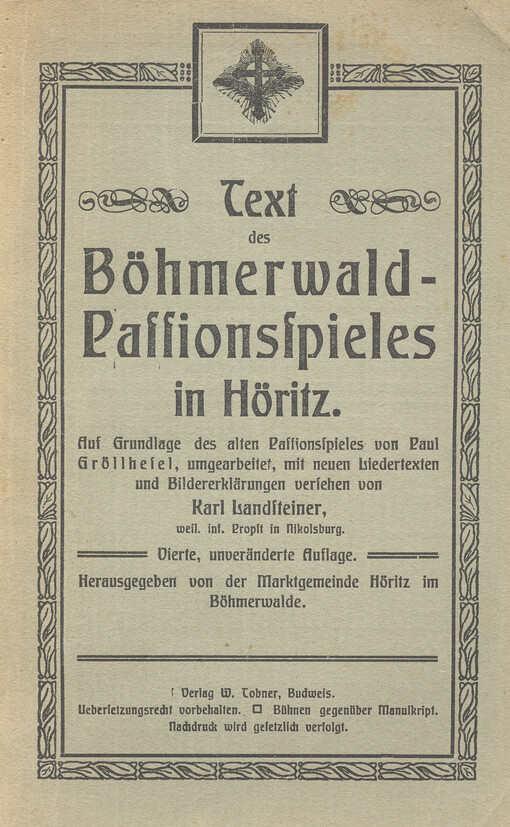 Text
des
Böhmerwald-
Paſſionsſpieles
in Höritz.
Auf Grundlage des alten Paſſionsſpieles von Paul
Gröllheſel, umgearbeitet, mit neuen Liedertexten
und Bildererklärungen verſehen von
Karl Landſteiner,
weil. inf. Propſt in Nikolsburg.
Vierte, unveränderte Auflage.
Herausgegeben von der Marktgemeinde Höritz im
Böhmerwalde.
Verlag W. Tobner, Budweis.
Ueberſetzungsrecht vorbehalten. □ Bühnen gegenüber Manuſkript.
Nachdruck wird geſetzlich verfolgt.